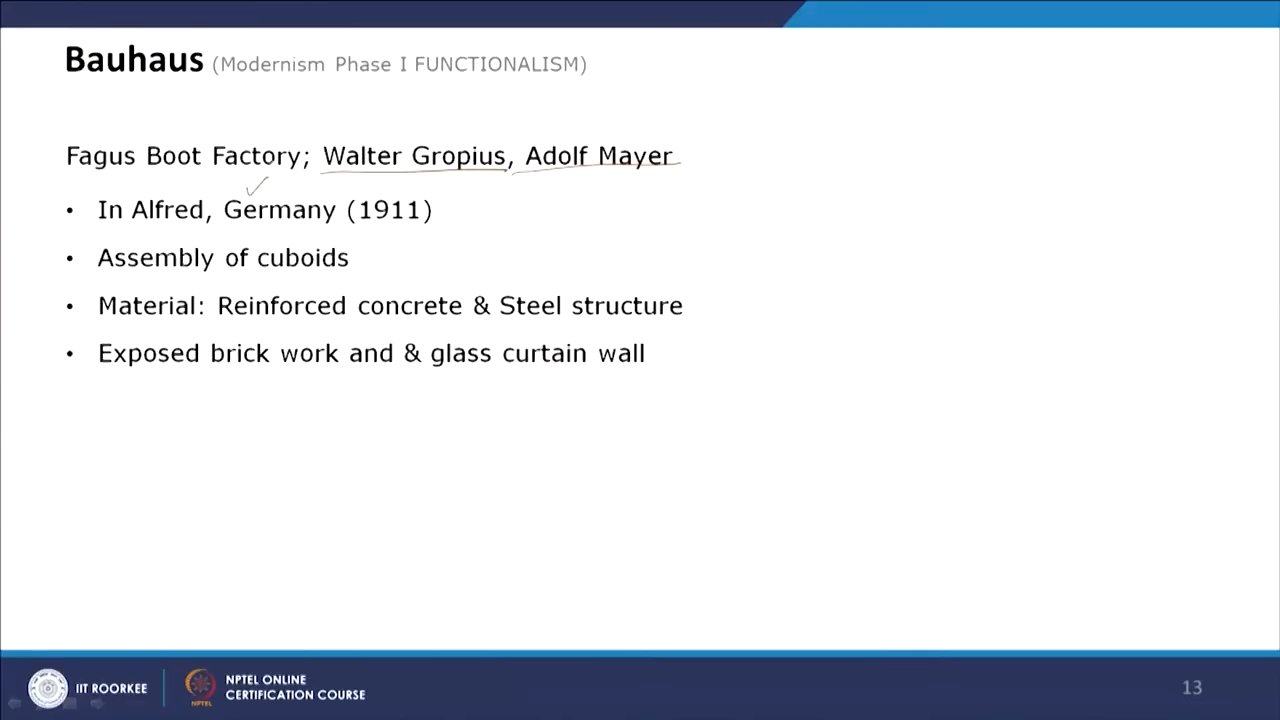 Bauhaus (Modernism Phase I FUNCTIONALISM)
Fagus Boot Factory; Walter Gropius, Adolf Mayer
• In Alfred, Germany (1911)
• Assembly of cuboids
• Material: Reinforced concrete & Steel structure
• Exposed brick work and & glass curtain wall
IIT ROORKEE
NPTEL
NPTEL ONLINE
CERTIFICATION COURSE
13